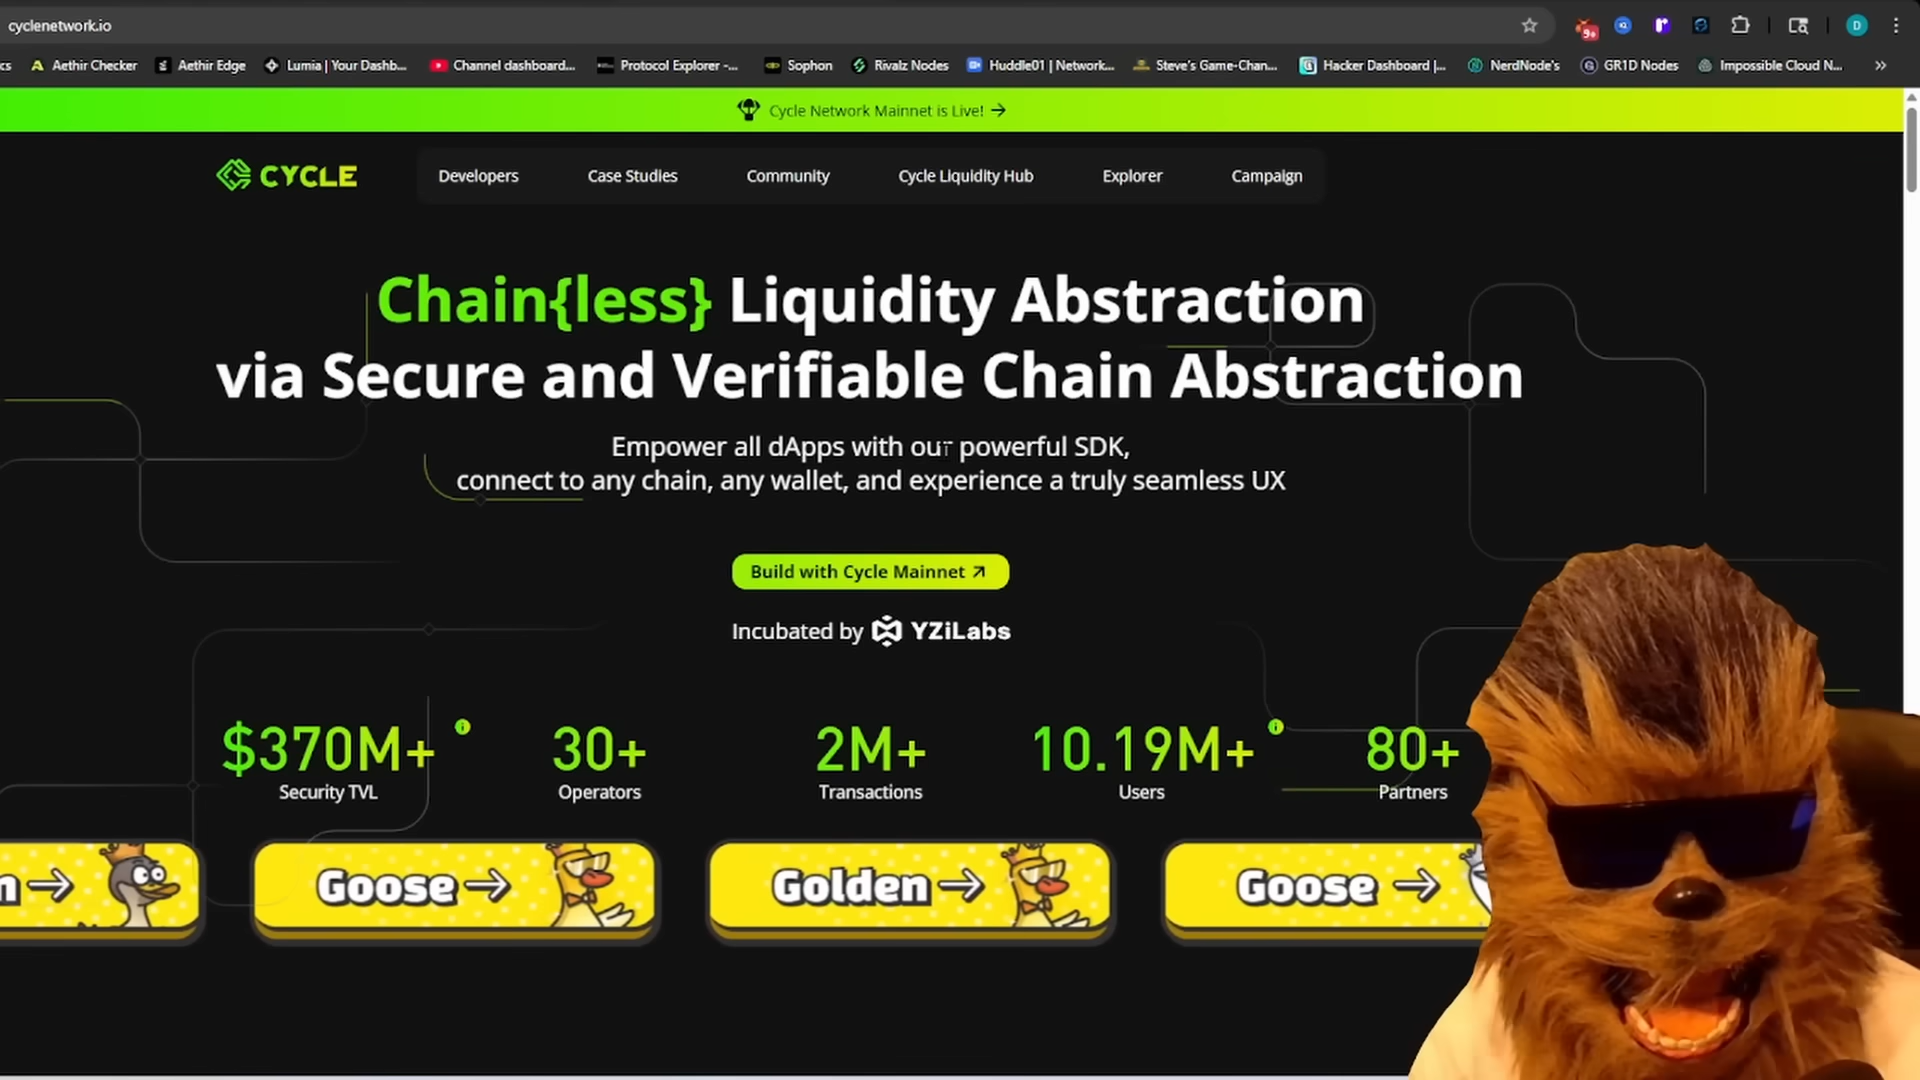 cyclenetwork.io
9+
D
cs
Aethir Checker
Aethir Edge
Lumia | Your Dashb...
Channel dashboard...
Protocol Explorer -...
Sophon
Rivalz Nodes
Huddle01 | Network...
Steve's Game-Chan...
Hacker Dashboard |...
NerdNode's
GR1D Nodes
Impossible Cloud N...
»
Cycle Network Mainnet is Live! →
CYCLE
Developers
Case Studies
Community
Cycle Liquidity Hub
Explorer
Campaign
Chain{less} Liquidity Abstraction
via Secure and Verifiable Chain Abstraction
Empower all dApps with our powerful SDK,
connect to any chain, any wallet, and experience a truly seamless UX
Build with Cycle Mainnet ↗
Incubated by YZiLabs
$370M+
30+
2M+
10.19M+
80+
Security TVL
Operators
Transactions
Users
Partners
n →
Goose →
Golden →
Goose →